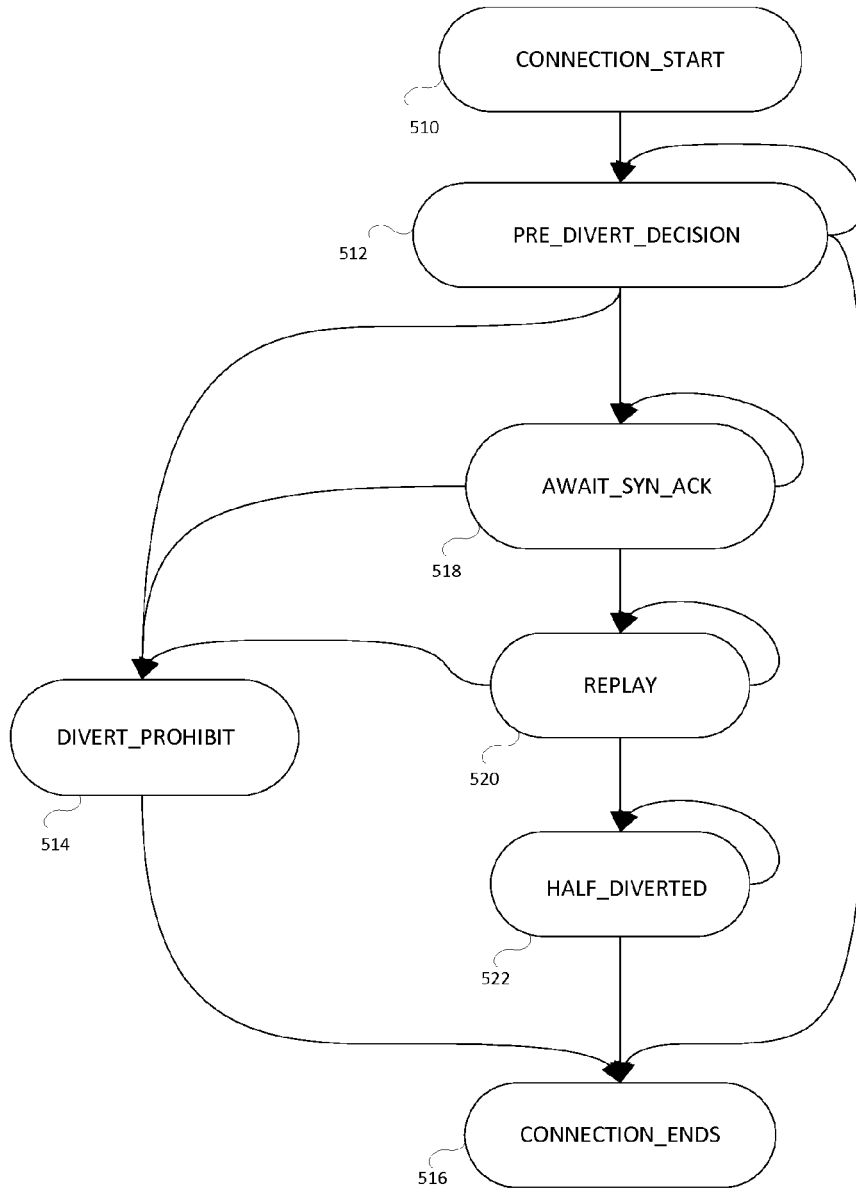 CONNECTION_START
510
PRE_DIVERT_DECISION
512
AWAIT_SYN_ACK
518
REPLAY
520
DIVERT_PROHIBIT
514
HALF_DIVERTED
522
CONNECTION_ENDS
516